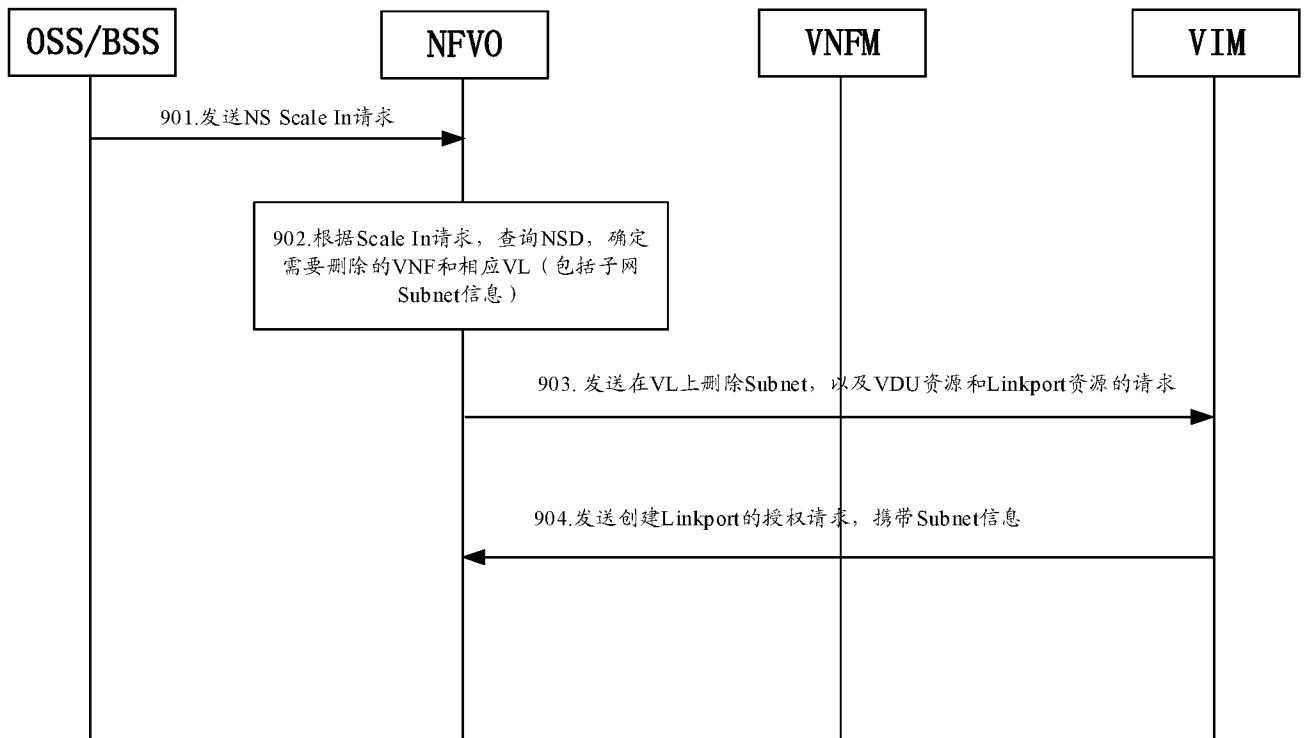 OSS/BSS
NFVO
VNFM
VIM
901.发送NS Scale In请求
902.根据Scale In请求，查询NSD，确定
需要删除的VNF和相应VL（包括子网
Subnet信息）
903. 发送在VL上删除Subnet，以及VDU资源和Linkport资源的请求
904.发送创建Linkport的授权请求，携带Subnet信息